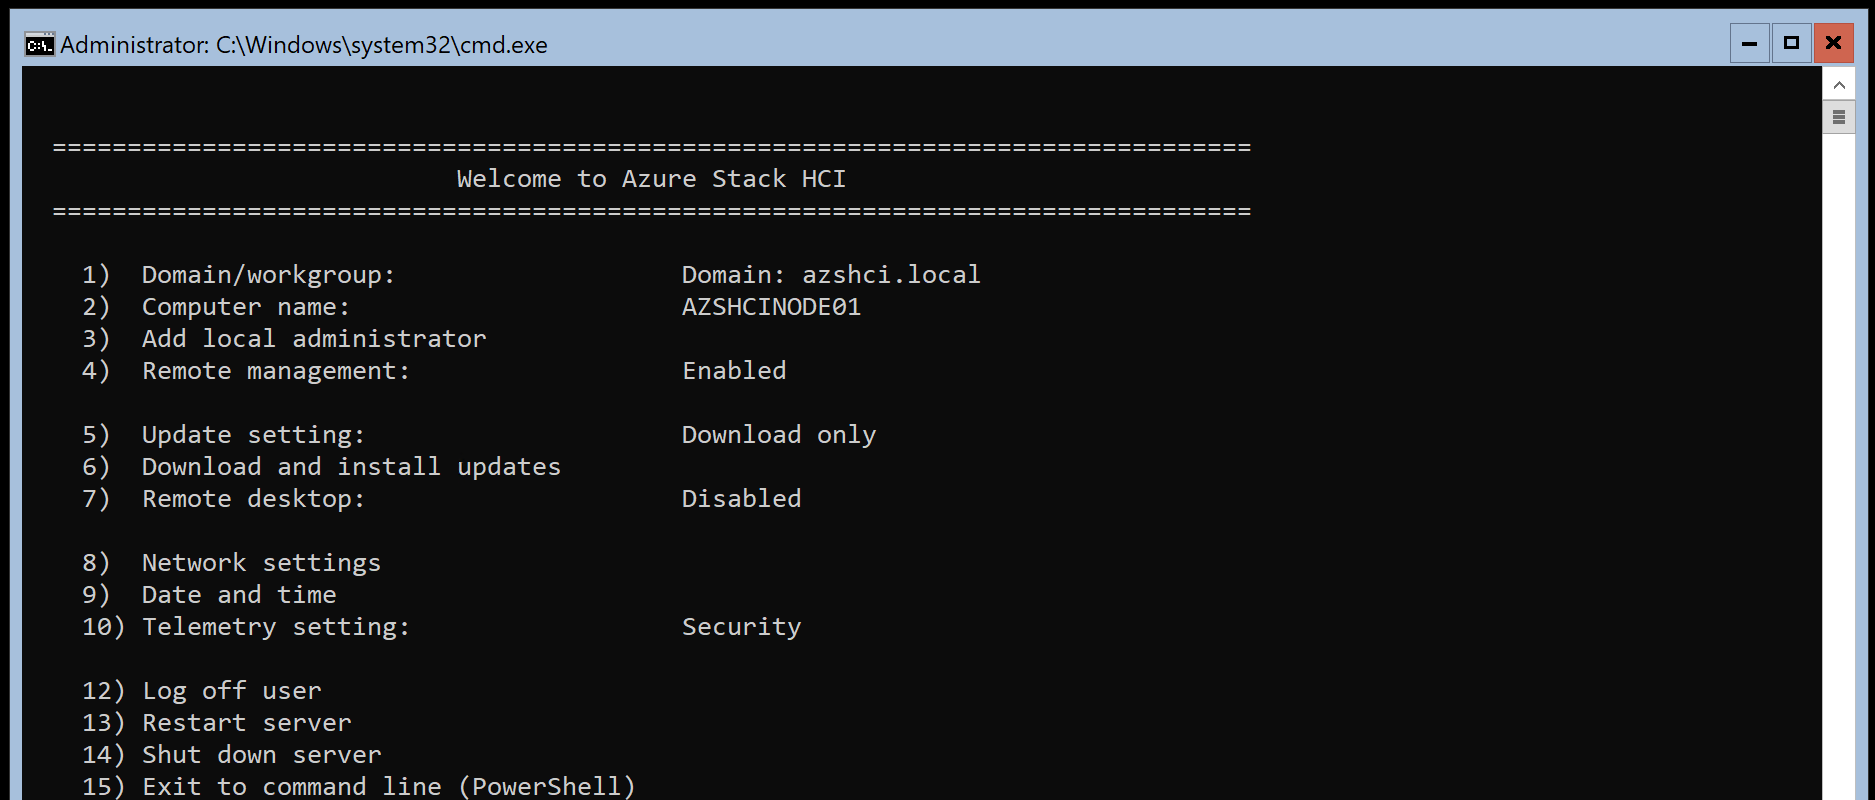 Administrator: C:\Windows\system32\cmd.exe
================================================================================
Welcome to Azure Stack HCI
================================================================================
1) Domain/workgroup: Domain: azshci.local
2) Computer name: AZSHCINODE01
3) Add local administrator
4) Remote management: Enabled
5) Update setting: Download only
6) Download and install updates
7) Remote desktop: Disabled
8) Network settings
9) Date and time
10) Telemetry setting: Security
12) Log off user
13) Restart server
14) Shut down server
15) Exit to command line (PowerShell)